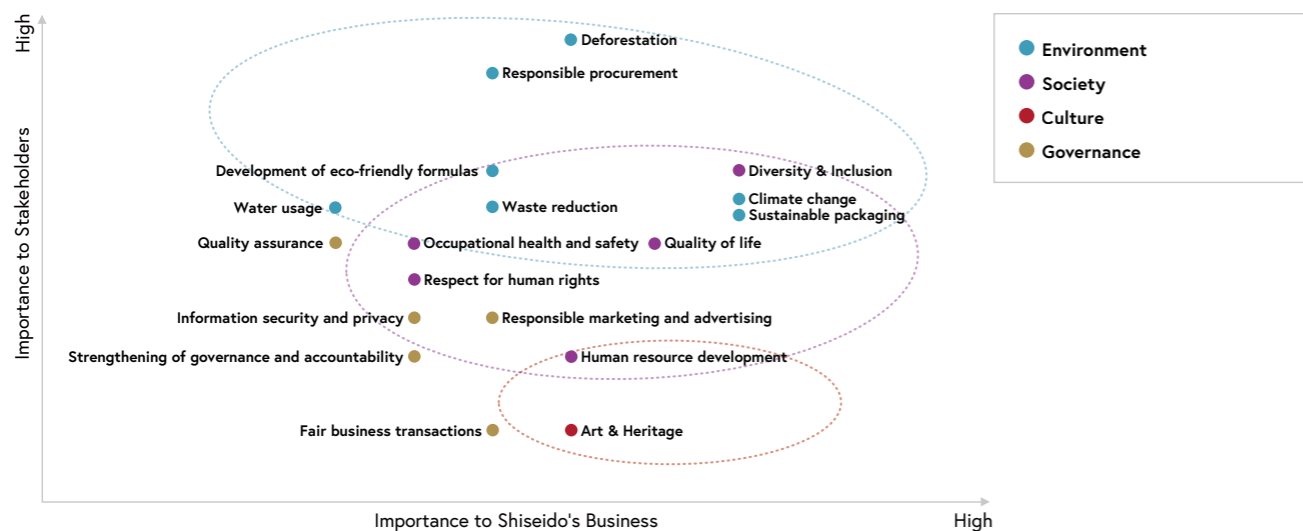 High
Importance to Stakeholders
Deforestation
Responsible procurement
Development of eco-friendly formulas
Diversity & Inclusion
Climate change
Water usage
Waste reduction
Sustainable packaging
Quality assurance
Occupational health and safety
Quality of life
Respect for human rights
Information security and privacy
Responsible marketing and advertising
Strengthening of governance and accountability
Human resource development
Fair business transactions
Art & Heritage
Importance to Shiseido's Business
High
Environment
Society
Culture
Governance